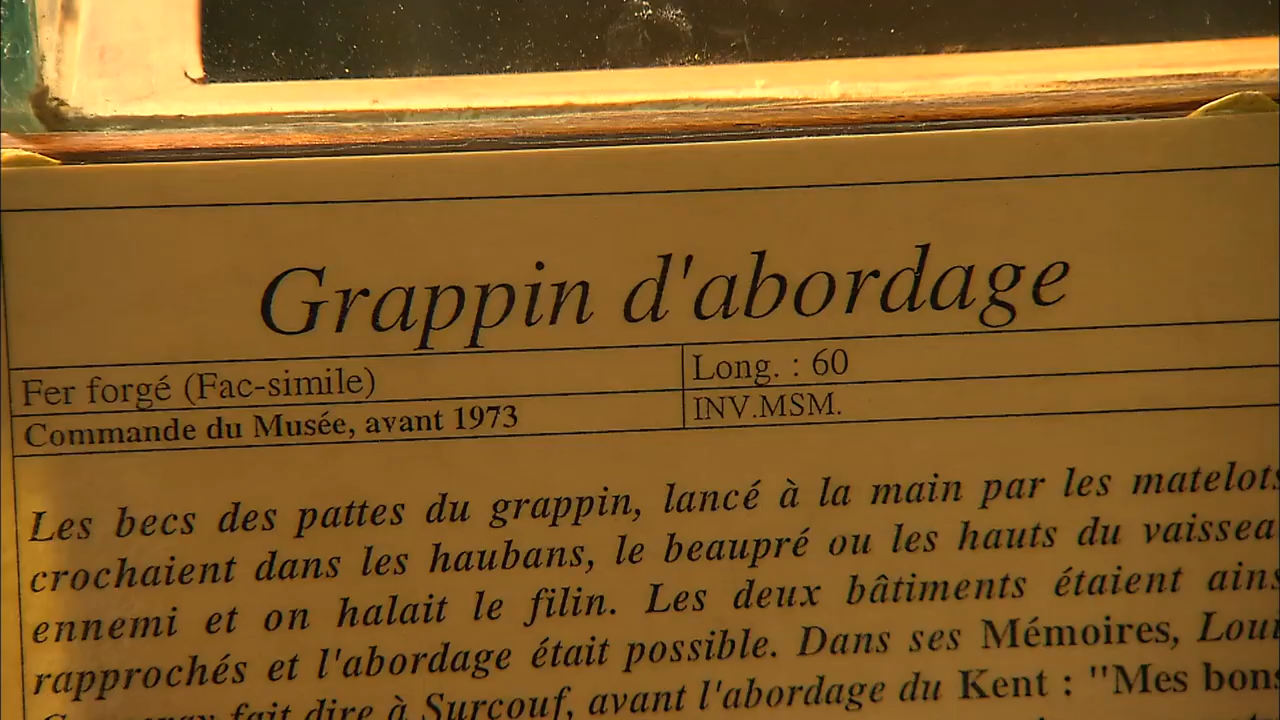 Grappin d'abordage
Fer forgé (Fac-simile)
Long. : 60
Commande du Musée, avant 1973
INV.MSM.
Les becs des pattes du grappin, lancé à la main par les matelots
crochaient dans les haubans, le beaupré ou les hauts du vaissea
ennemi et on halait le filin. Les deux bâtiments étaient ains
rapprochés et l'abordage était possible. Dans ses Mémoires, Loui
fait dire à Surcouf, avant l'abordage du Kent : "Mes bons